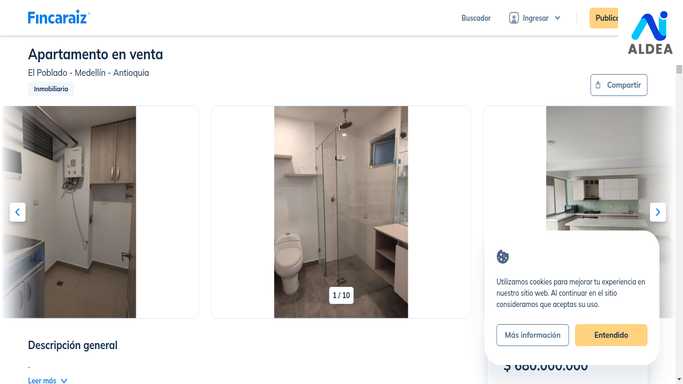 Fincaraíz
Buscador
Ingresar
Publica
ALDEA
Apartamento en venta
El Poblado - Medellín - Antioquia
Inmobiliario
Compartir
1 / 10
Utilizamos cookies para mejorar tu experiencia en
nuestro sitio web. Al continuar en el sitio
consideramos que aceptas su uso.
Más información
Entendido
Descripción general
-
Leer más
$ 680.000.000